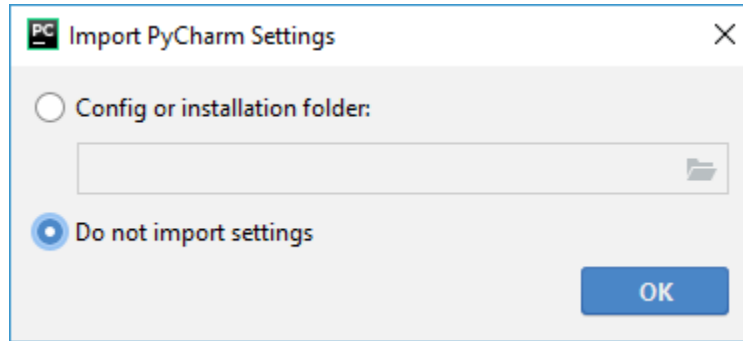 PC Import PyCharm Settings
Config or installation folder:
Do not import settings
OK